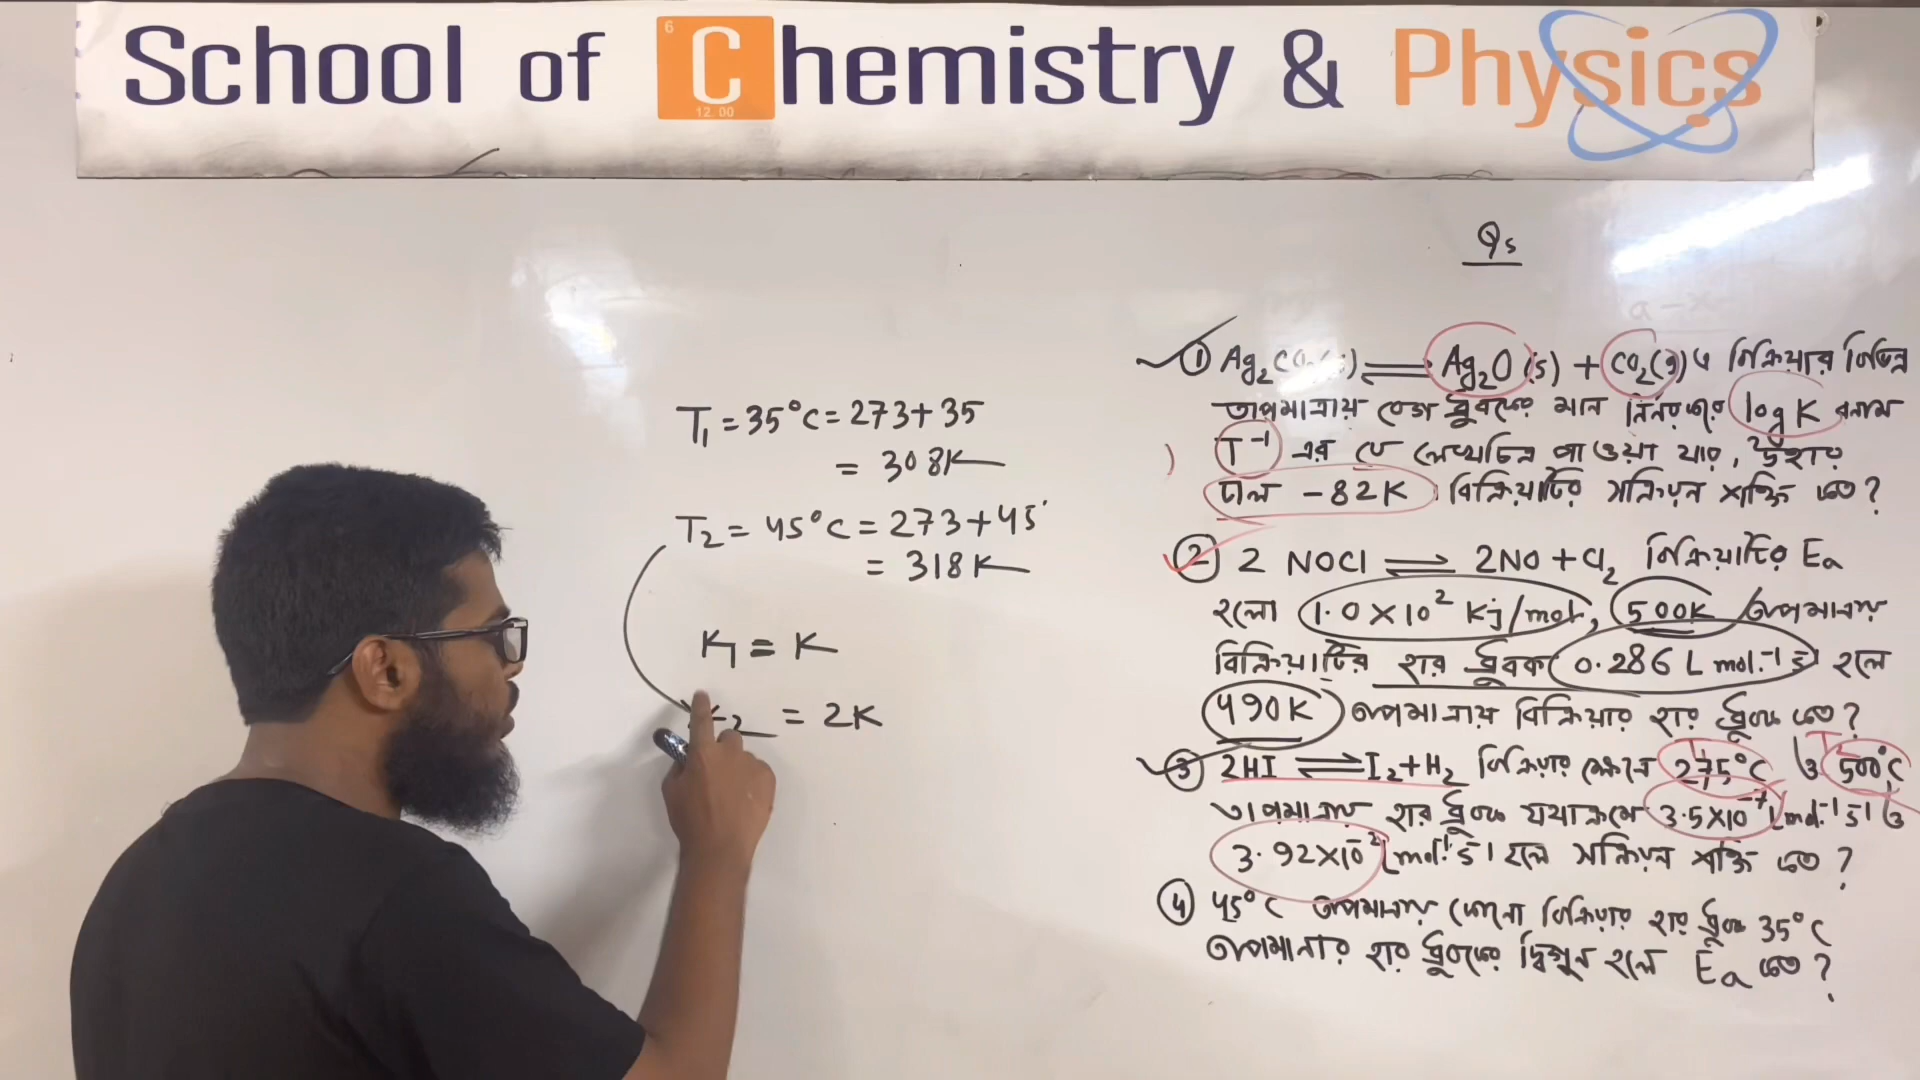 School of Chemistry & Physics
6
12.00
Qs
T₁ = 35°C = 273+35
= 308K
T₂ = 45°C = 273+45
= 318K
K₁ = K
= 2K
① Ag₂CO ⇌ Ag₂O (s) + CO₂(g) এ বিক্রিয়ার বিভিন্ন
তাপমাত্রায় ধ্রুবকের মান log K বনাম
T⁻¹ এর যে লেখচিত্র পাওয়া যায়, উহার
ঢাল -82K । বিক্রিয়াটির সক্রিয়ন শক্তি কত?
② 2 NOCl ⇌ 2NO + Cl₂ বিক্রিয়াটির Ea
হলো 1.0×10² Kj/mol, 500K তাপমাত্রায়
বিক্রিয়াটির হার ধ্রুবক 0.286 L mol.⁻¹ s⁻¹ হলে
490K তাপমাত্রায় বিক্রিয়ার হার ধ্রুবক কত?
③ 2HI ⇌ I₂+H₂ বিক্রিয়ার ক্ষেত্রে 275°C ও 500°C
তাপমাত্রায় হার ধ্রুবক যথাক্রমে 3.5×10⁻⁷ L mol.⁻¹ s⁻¹ ও
3.92×10⁻² L mol.⁻¹ s⁻¹ হলে সক্রিয়ন শক্তি কত?
④ 45°C তাপমাত্রায় কোনো বিক্রিয়ার হার ধ্রুবক 35°C
তাপমাত্রার হার ধ্রুবকের দ্বিগুন হলে Ea কত?